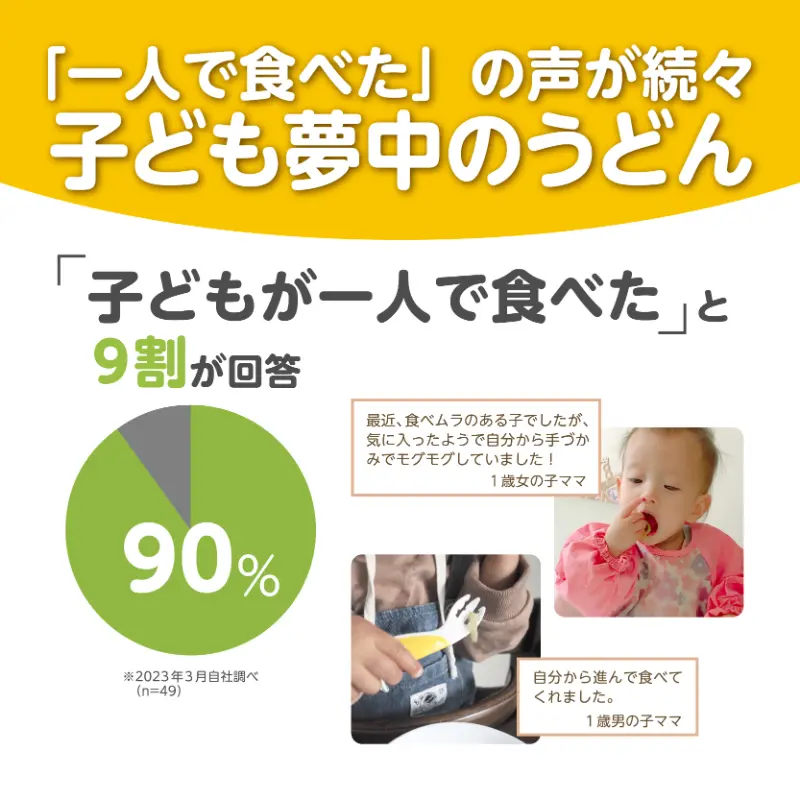 「一人で食べた」の声が続々
子ども夢中のうどん
「子どもが一人で食べた」と
9割が回答
90%
※2023年3月自社調べ
(n=49)
最近、食べムラのある子でしたが、
気に入ったようで自分から手づか
みでモグモグしていました！
1歳女の子ママ
自分から進んで食べて
くれました。
1歳男の子ママ